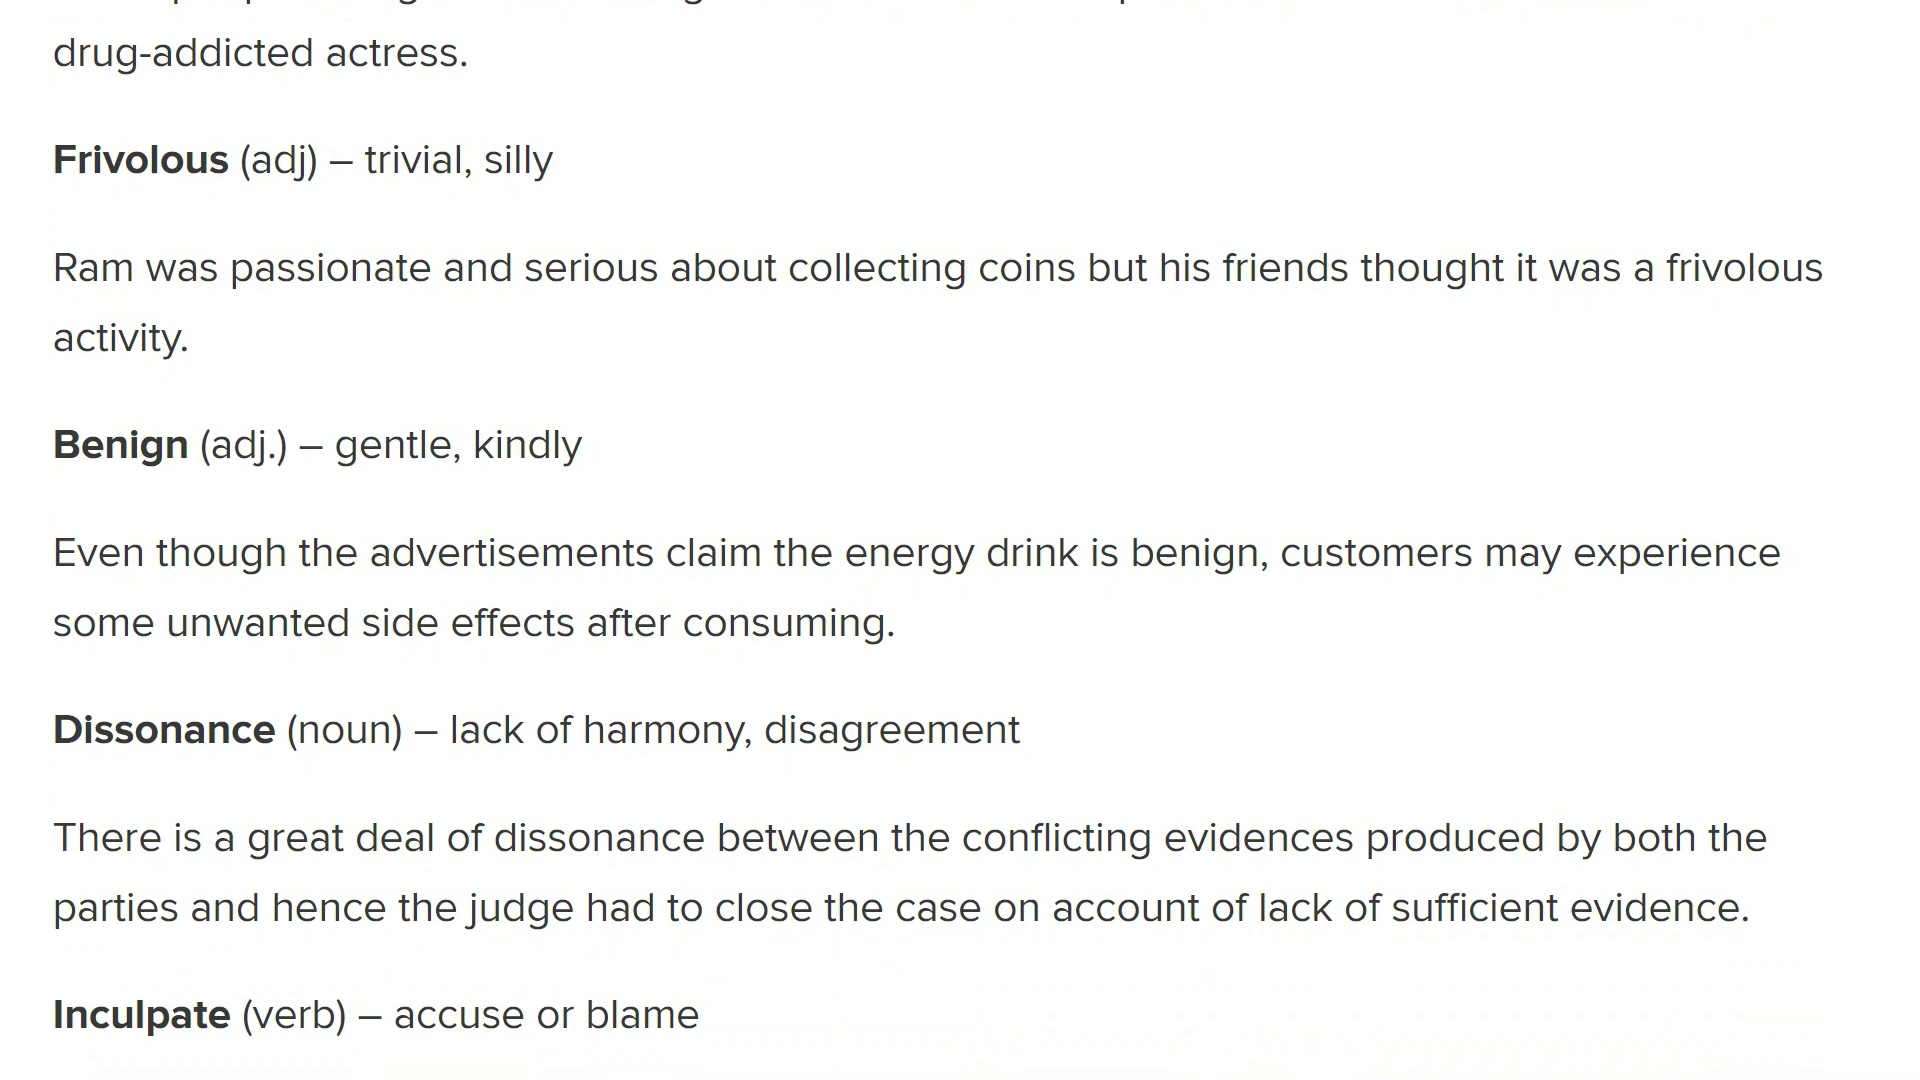 drug-addicted actress.
Frivolous (adj) – trivial, silly
Ram was passionate and serious about collecting coins but his friends thought it was a frivolous
activity.
Benign (adj.) – gentle, kindly
Even though the advertisements claim the energy drink is benign, customers may experience
some unwanted side effects after consuming.
Dissonance (noun) – lack of harmony, disagreement
There is a great deal of dissonance between the conflicting evidences produced by both the
parties and hence the judge had to close the case on account of lack of sufficient evidence.
Inculpate (verb) – accuse or blame